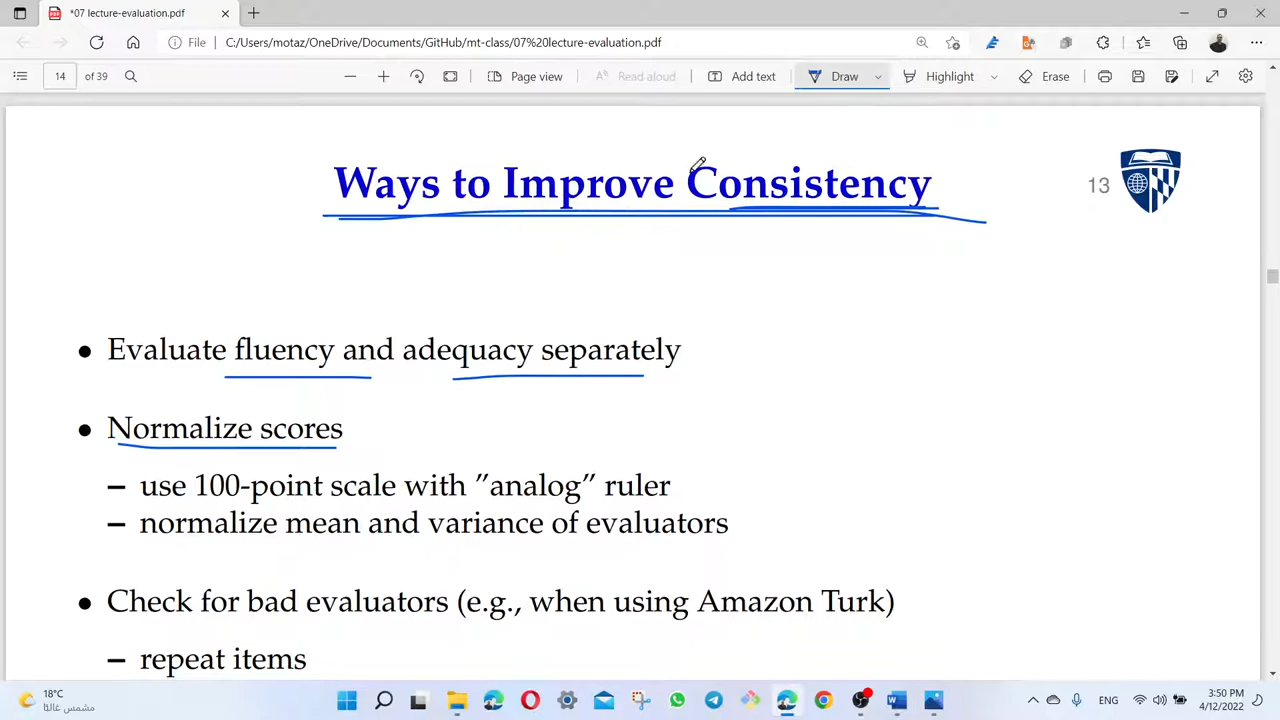 *07 lecture-evaluation.pdf
File C:/Users/motaz/OneDrive/Documents/GitHub/mt-class/07%20lecture-evaluation.pdf
14 of 39 Page view Read aloud Add text Draw Highlight Erase
Ways to Improve Consistency
13
● Evaluate fluency and adequacy separately
● Normalize scores
– use 100-point scale with ”analog” ruler
– normalize mean and variance of evaluators
● Check for bad evaluators (e.g., when using Amazon Turk)
– repeat items
18°C
مشمس غالبًا
ENG
3:50 PM
4/12/2022